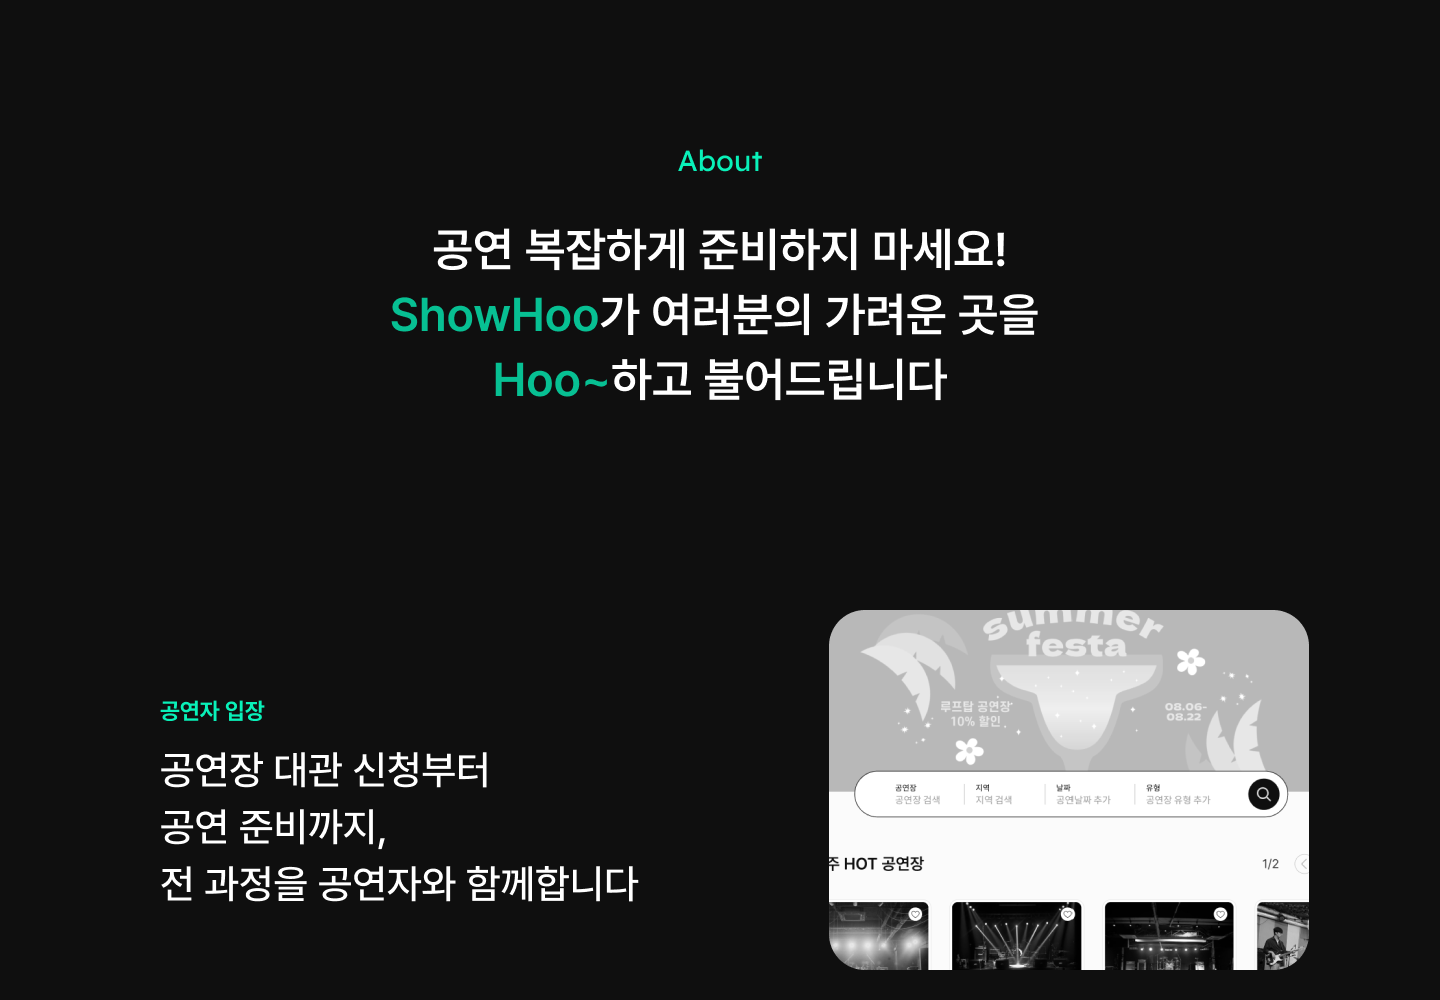 About
공연 복잡하게 준비하지 마세요!
ShowHoo가 여러분의 가려운 곳을
Hoo~하고 불어드립니다
공연자 입장
공연장 대관 신청부터
공연 준비까지,
전 과정을 공연자와 함께합니다
summer
festa
루프탑 공연장
10% 할인
08.06-
08.22
공연장 지역 날짜 유형
공연장 검색 지역 검색 공연날짜 추가 공연장 유형 추가
주 HOT 공연장 1/2